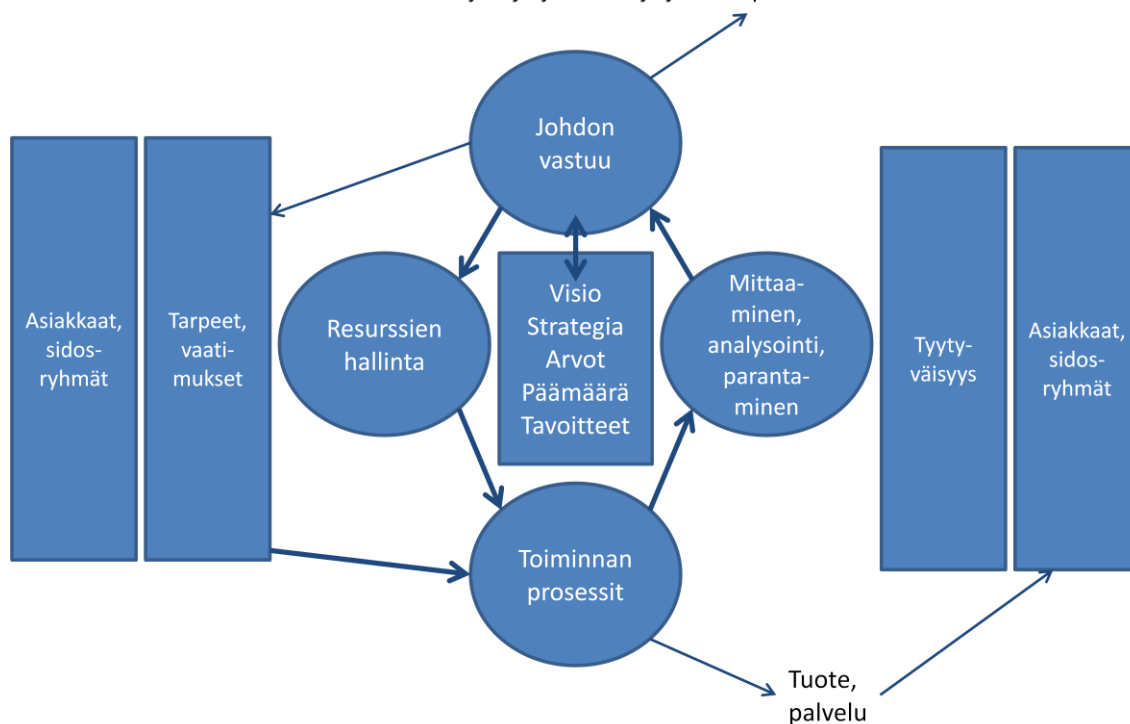 Johdon
vastuu
Asiakkaat,
sidos-
ryhmät
Tarpeet,
vaati-
mukset
Resurssien
hallinta
Visio
Strategia
Arvot
Päämäärä
Tavoitteet
Mittaa-
minen,
analysointi,
paranta-
minen
Tyyty-
väisyys
Asiakkaat,
sidos-
ryhmät
Toiminnan
prosessit
Tuote,
palvelu